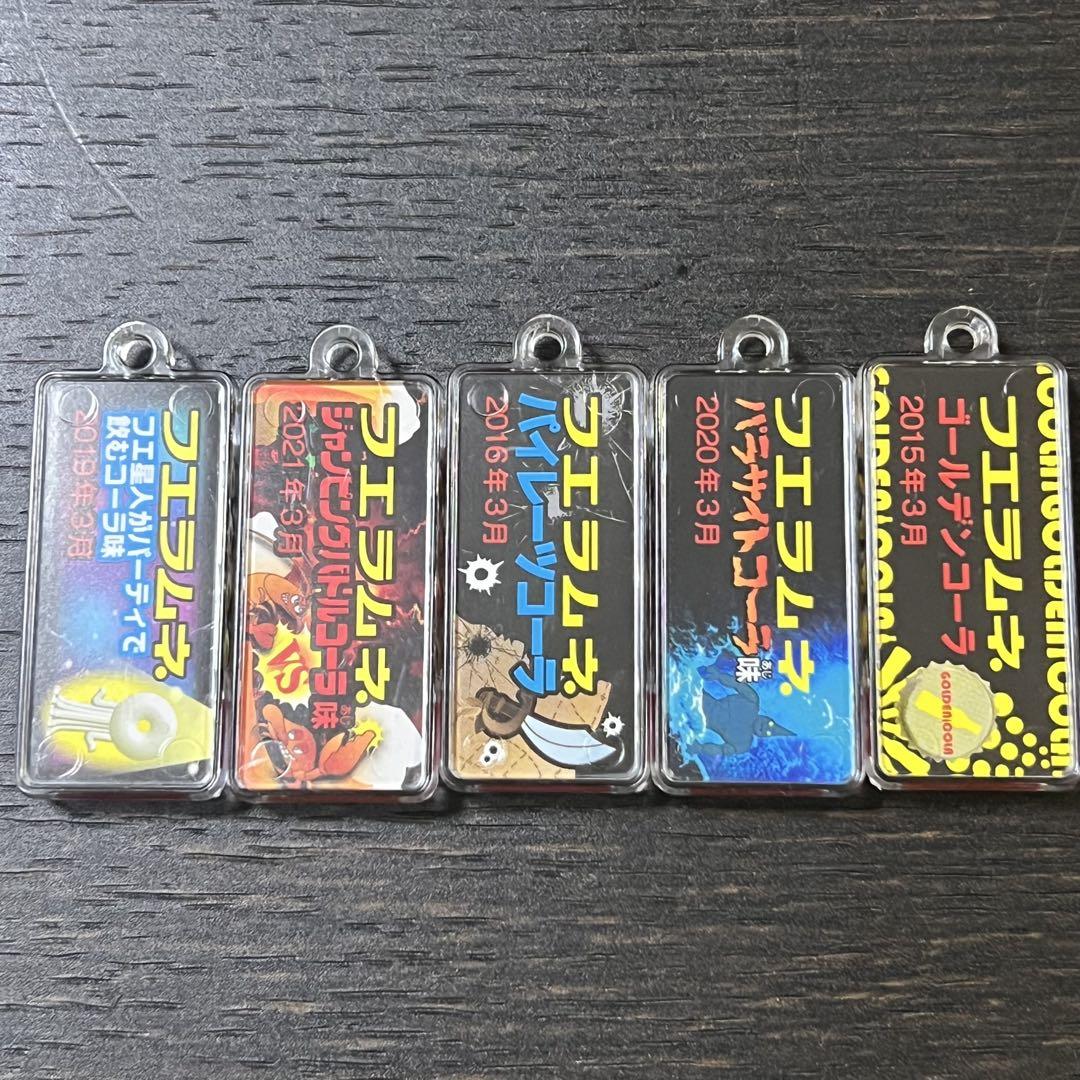 フエラムネ
フエ星人がパーティで
飲むコーラ味
2019年3月
フエラムネ
ジャンピングバトルコーラ味
あじ
2021年3月
VS
フエラムネ
パイレーツコーラ
2016年3月
フエラムネ
パラサイトコーラ味
あじ
2020年3月
フエラムネ
ゴールデンコーラ
2015年3月